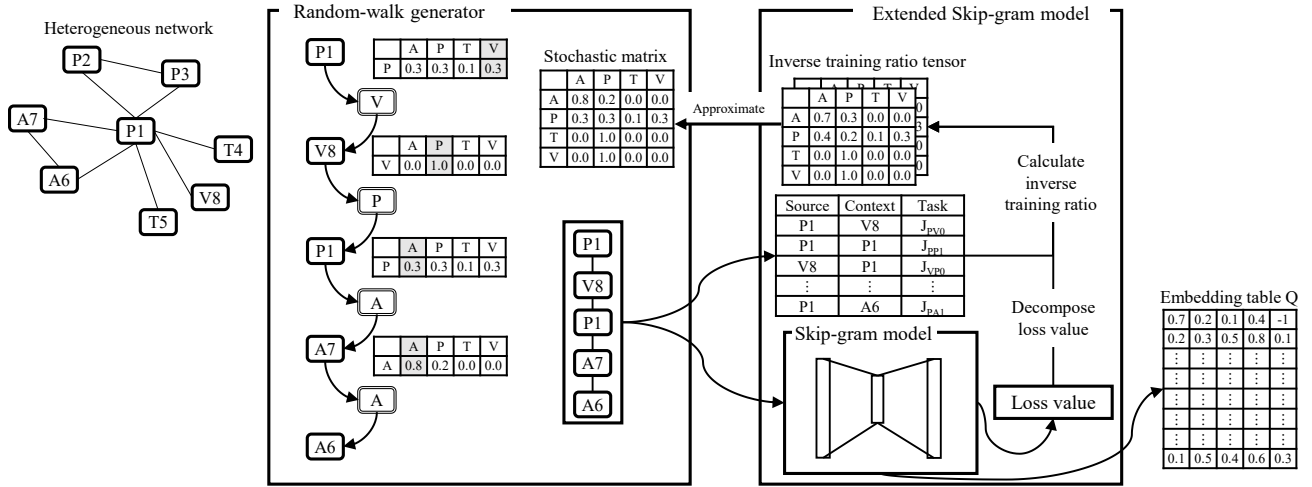 Heterogeneous network
P2
P3
A7
P1
T4
A6
V8
T5
Random-walk generator
P1
A P T V
P 0.3 0.3 0.1 0.3
V
V8
A P T V
V 0.0 1.0 0.0 0.0
P
P1
A P T V
P 0.3 0.3 0.1 0.3
A
A7
A P T V
A 0.8 0.2 0.0 0.0
A
A6
Stochastic matrix
A P T V
A 0.8 0.2 0.0 0.0
P 0.3 0.3 0.1 0.3
T 0.0 1.0 0.0 0.0
V 0.0 1.0 0.0 0.0
P1
V8
P1
A7
A6
Approximate
Extended Skip-gram model
Inverse training ratio tensor
A P T V
A 0.7 0.3 0.0 0.0
P 0.4 0.2 0.1 0.3
T 0.0 1.0 0.0 0.0
V 0.0 1.0 0.0 0.0
Calculate
inverse
training ratio
Source Context Task
P1 V8 JPV0
P1 P1 JPP1
V8 P1 JVP0
⋮ ⋮ ⋮
P1 A6 JPA1
Decompose
loss value
Skip-gram model
Loss value
Embedding table Q
0.7 0.2 0.1 0.4 -1
0.2 0.3 0.5 0.8 0.1
⋮ ⋮ ⋮ ⋮ ⋮
⋮ ⋮ ⋮ ⋮ ⋮
⋮ ⋮ ⋮ ⋮ ⋮
⋮ ⋮ ⋮ ⋮ ⋮
⋮ ⋮ ⋮ ⋮ ⋮
0.1 0.5 0.4 0.6 0.3